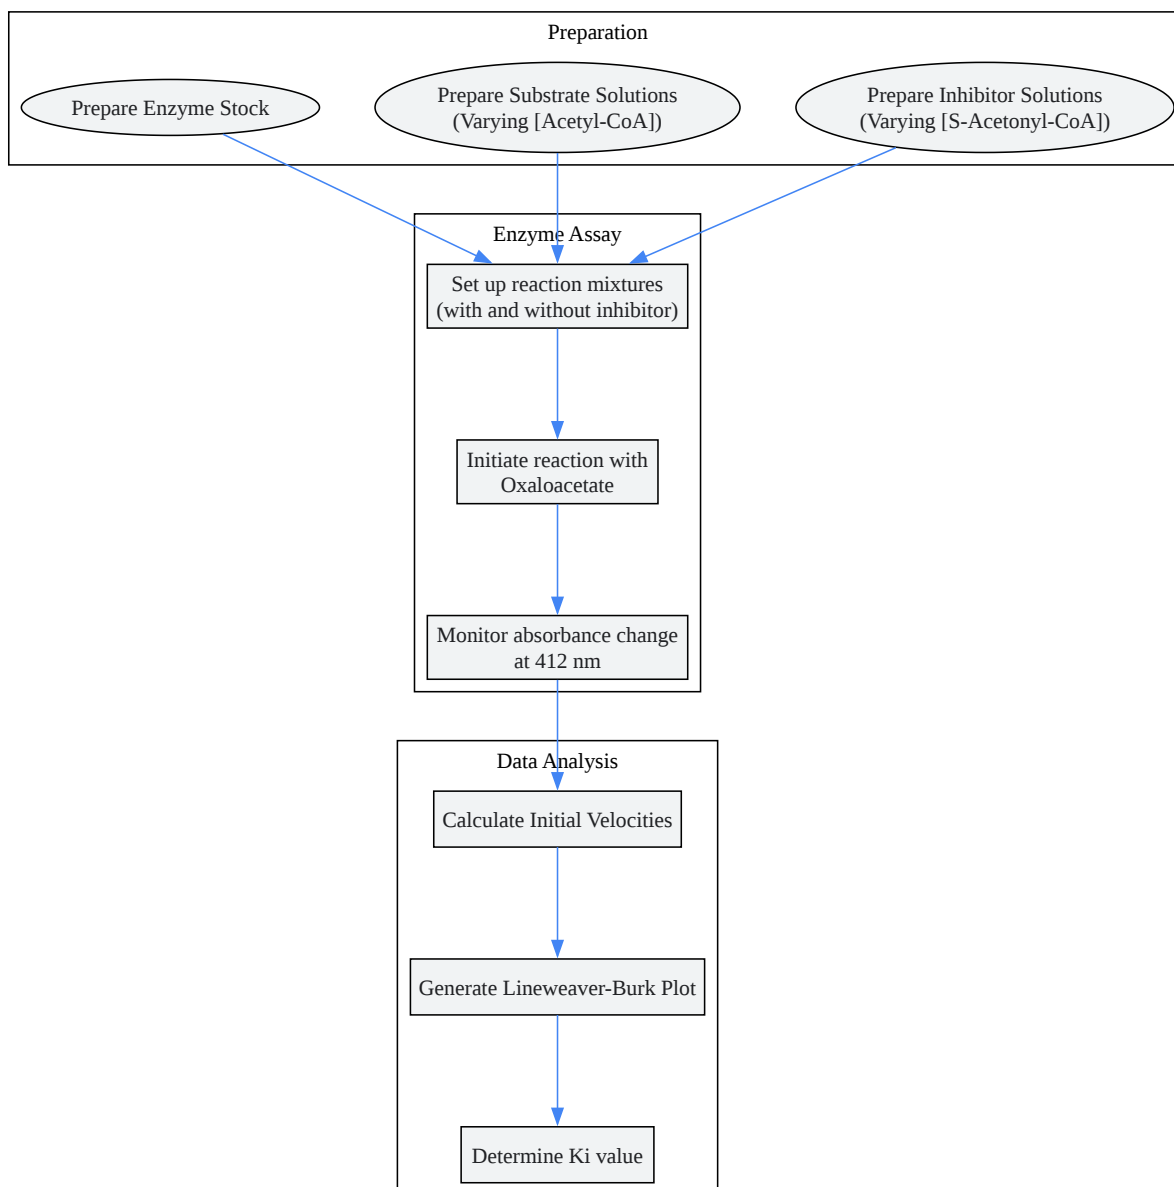 Preparation
Prepare Enzyme Stock
Prepare Substrate Solutions
(Varying [Acetyl-CoA])
Prepare Inhibitor Solutions
(Varying [S-Acetonyl-CoA])
Enzyme Assay
Set up reaction mixtures
(with and without inhibitor)
Initiate reaction with
Oxaloacetate
Monitor absorbance change
at 412 nm
Data Analysis
Calculate Initial Velocities
Generate Lineweaver-Burk Plot
Determine Ki value